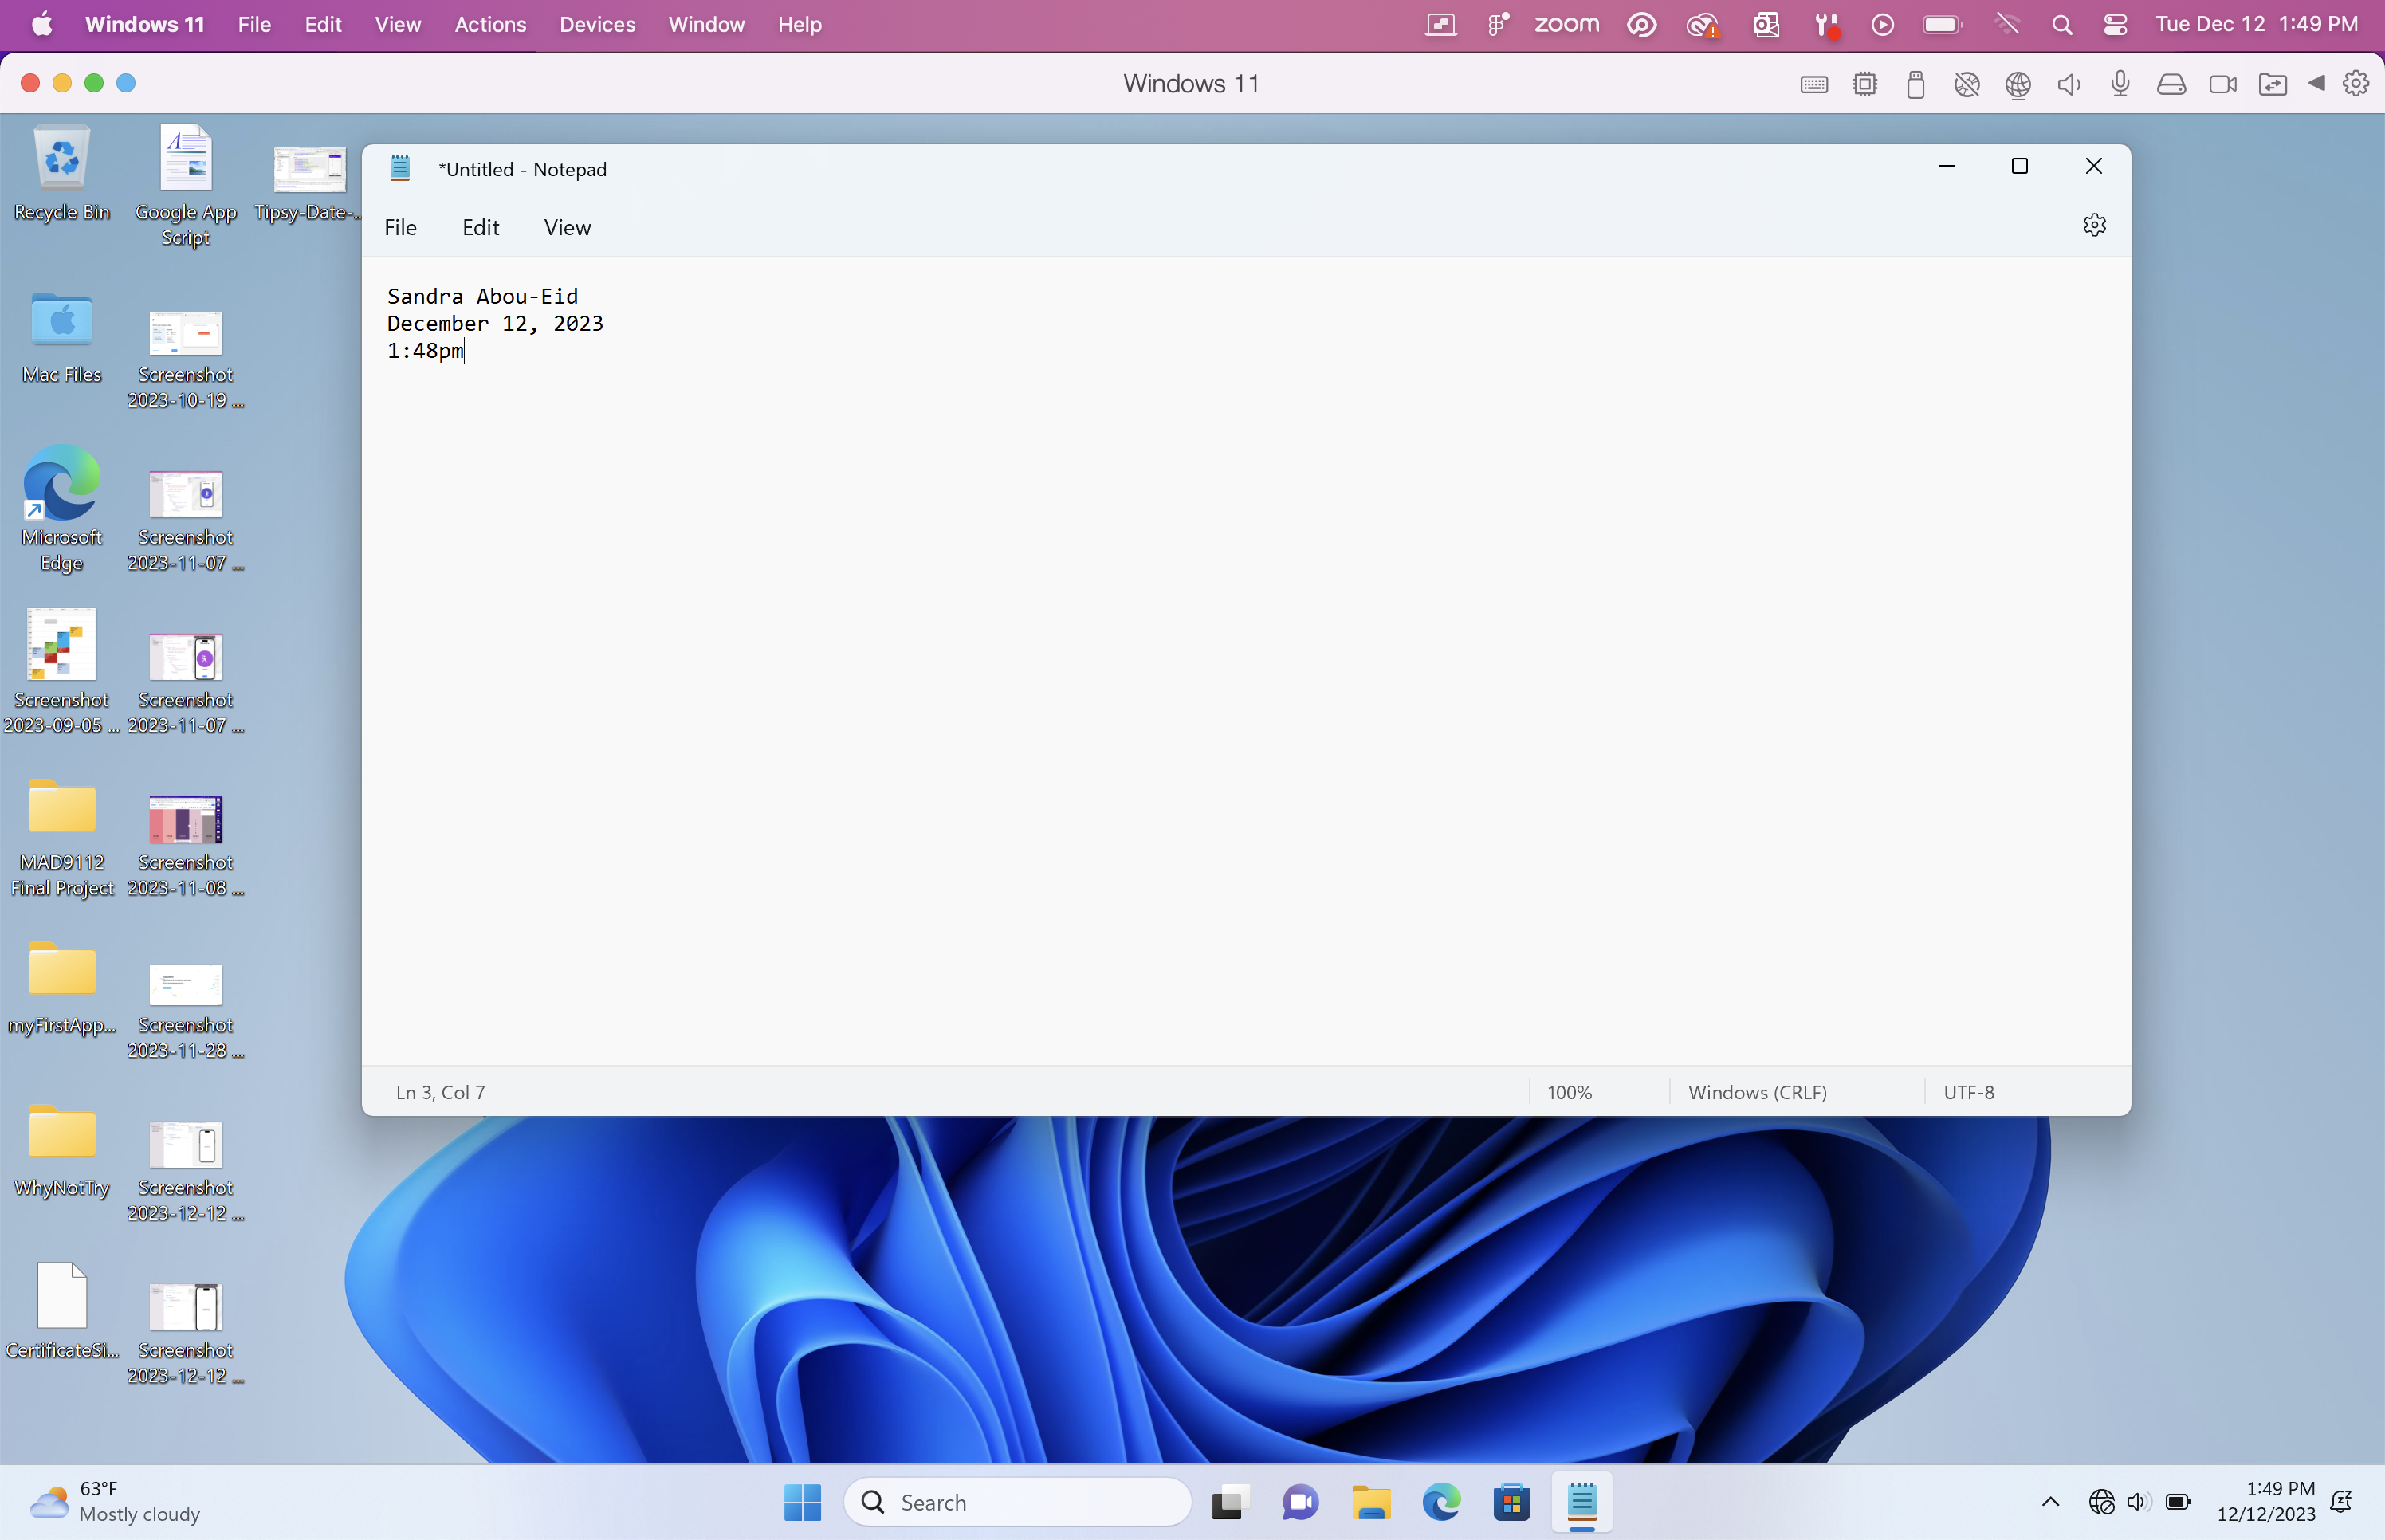 Windows 11 File Edit View Actions Devices Window Help zoom Tue Dec 12 1:49 PM
Windows 11
Recycle Bin
Google App Script
Tipsy-Date-...
Mac Files
Screenshot 2023-10-19 ...
Microsoft Edge
Screenshot 2023-11-07 ...
Screenshot 2023-09-05 ...
Screenshot 2023-11-07 ...
MAD9112 Final Project
Screenshot 2023-11-08 ...
myFirstApp...
Screenshot 2023-11-28 ...
WhyNotTry
Screenshot 2023-12-12 ...
CertificateSi...
Screenshot 2023-12-12 ...
*Untitled - Notepad
File Edit View
Sandra Abou-Eid
December 12, 2023
1:48pm
Ln 3, Col 7 100% Windows (CRLF) UTF-8
63°F
Mostly cloudy
Search
1:49 PM
12/12/2023